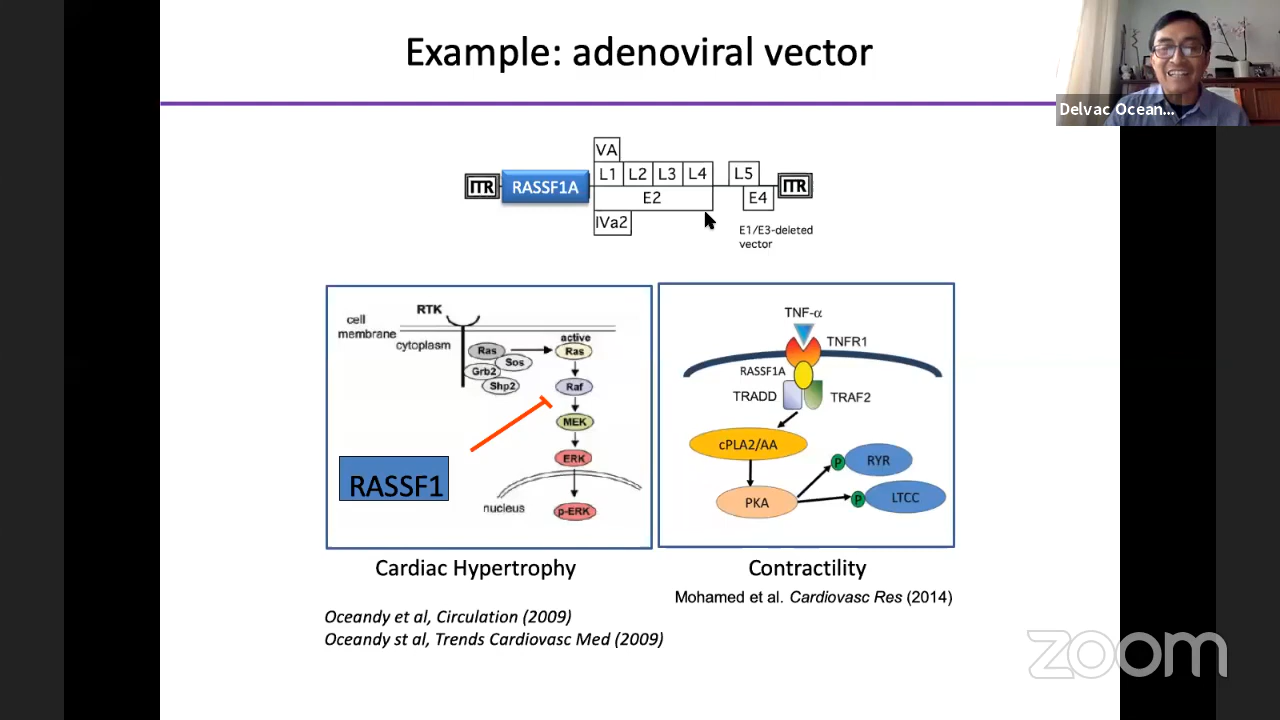 Example: adenoviral vector
Delvac Ocean...
VA
L1 L2 L3 L4 L5
ITR RASSF1A ITR
E2 E4
IVa2
E1/E3-deleted
vector
RTK
cell
membrane
cytoplasm
active
Ras Ras
Sos
Grb2
Shp2
Raf
MEK
ERK
RASSF1
nucleus
p-ERK
TNF-α
TNFR1
RASSF1A
TRADD TRAF2
cPLA2/AA
P RYR
PKA
P LTCC
Cardiac Hypertrophy
Contractility
Mohamed et al. Cardiovasc Res (2014)
Oceandy et al, Circulation (2009)
Oceandy st al, Trends Cardiovasc Med (2009)
zoom